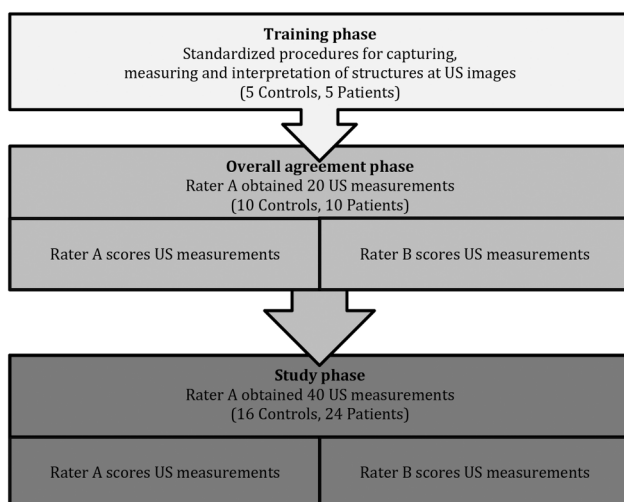 Training phase
Standardized procedures for capturing,
measuring and interpretation of structures at US images
(5 Controls, 5 Patients)
Overall agreement phase
Rater A obtained 20 US measurements
(10 Controls, 10 Patients)
Rater A scores US measurements
Rater B scores US measurements
Study phase
Rater A obtained 40 US measurements
(16 Controls, 24 Patients)
Rater A scores US measurements
Rater B scores US measurements